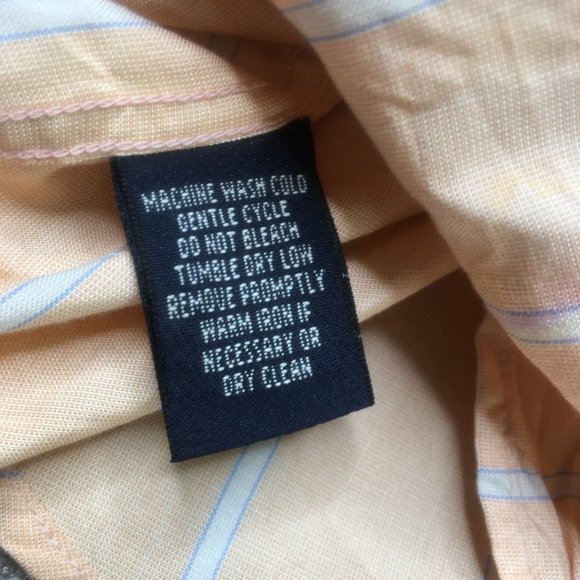 MACHINE WASH COLD
GENTLE CYCLE
DO NOT BLEACH
TUMBLE DRY LOW
REMOVE PROMPTLY
WARM IRON IF
NECESSARY OR
DRY CLEAN